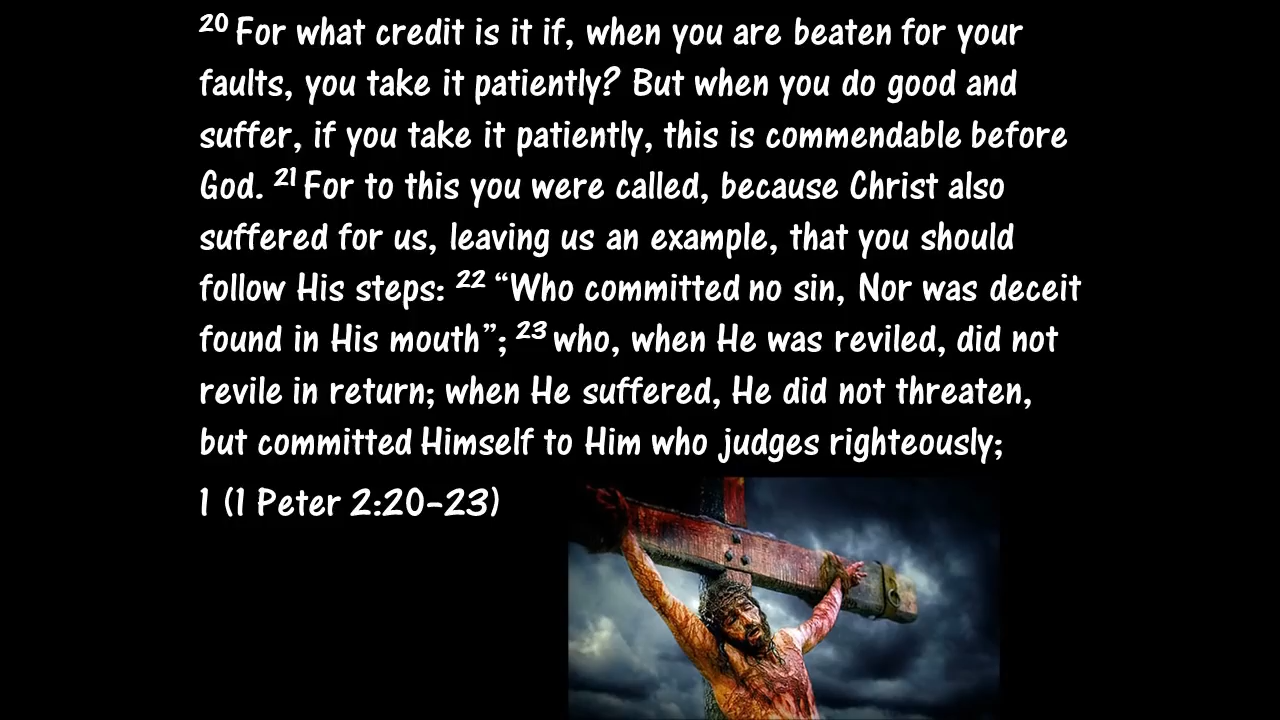 ²⁰ For what credit is it if, when you are beaten for your
faults, you take it patiently? But when you do good and
suffer, if you take it patiently, this is commendable before
God. ²¹ For to this you were called, because Christ also
suffered for us, leaving us an example, that you should
follow His steps: ²² “Who committed no sin, Nor was deceit
found in His mouth”; ²³ who, when He was reviled, did not
revile in return; when He suffered, He did not threaten,
but committed Himself to Him who judges righteously;
1 (1 Peter 2:20–23)